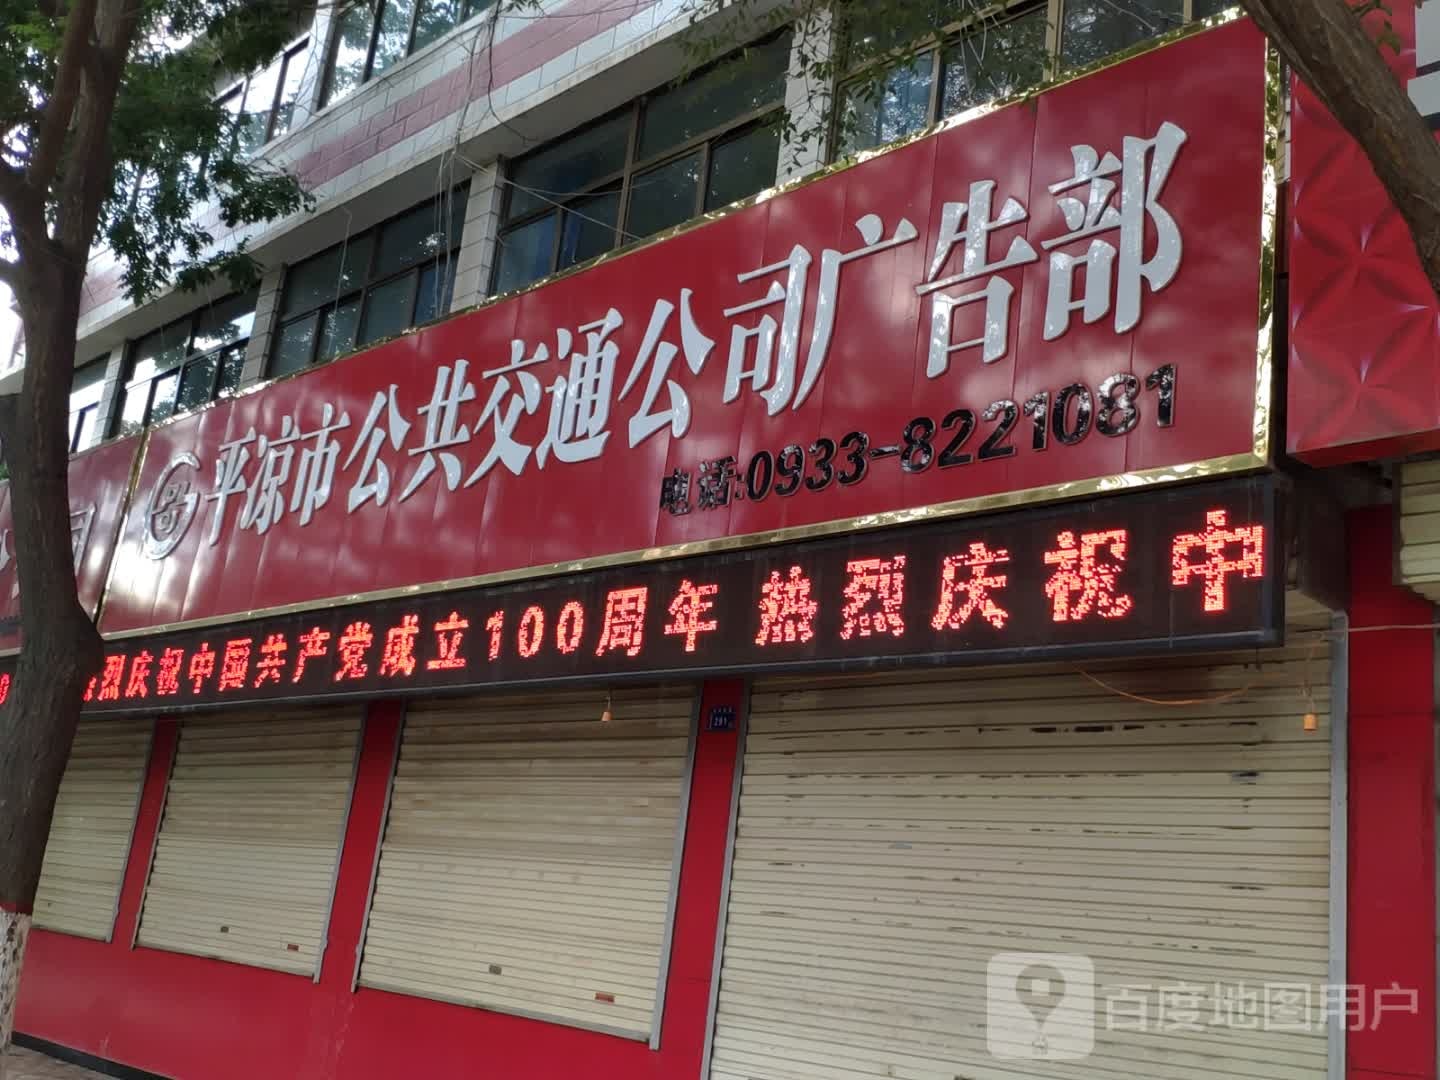 平凉市公共交通公司广告部
电话:0933-8221081
烈庆祝中国共产党成立100周年 热烈庆祝中
291
百度地图用户